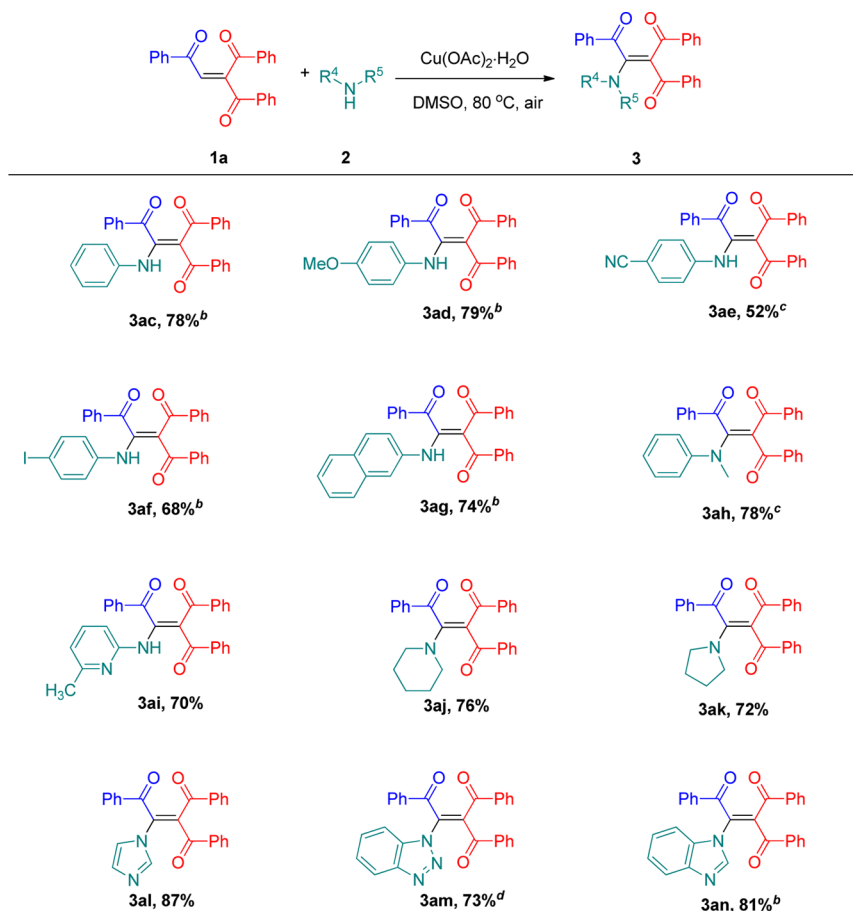 O O
Ph Ph
Ph
O
1a
+
R4 R5
N
H
2
Cu(OAc)2·H2O
DMSO, 80 oC, air
O O
Ph Ph
R4 N Ph
R5 O
3
O O
Ph Ph
NH Ph
O
3ac, 78%b
O O
Ph Ph
MeO NH Ph
O
3ad, 79%b
O O
Ph Ph
NC NH Ph
O
3ae, 52%c
O O
Ph Ph
I NH Ph
O
3af, 68%b
O O
Ph Ph
NH Ph
O
3ag, 74%b
O O
Ph Ph
N Ph
O
3ah, 78%c
O O
Ph Ph
NH Ph
N O
H3C
3ai, 70%
O O
Ph Ph
N Ph
O
3aj, 76%
O O
Ph Ph
N Ph
O
3ak, 72%
O O
Ph Ph
N Ph
N O
3al, 87%
O O
Ph Ph
N Ph
N O
N
3am, 73%d
O O
Ph Ph
N Ph
N O
3an, 81%b